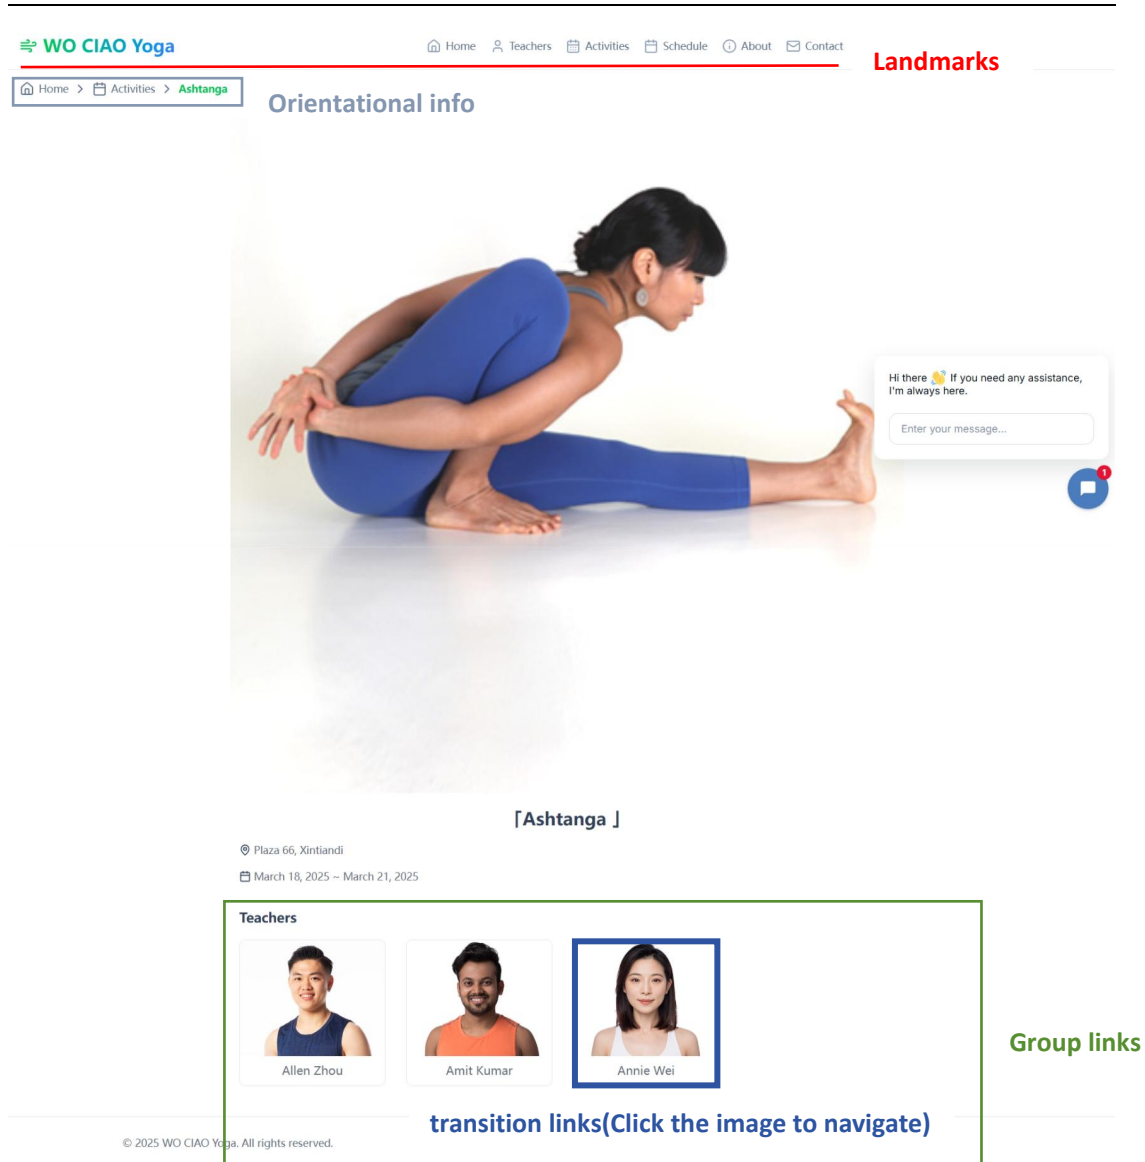 WO CIAO Yoga
Home Teachers Activities Schedule About Contact
Landmarks
Home > Activities > Ashtanga
Orientational info
Hi there 👋 If you need any assistance,
I'm always here.
Enter your message...
1
「Ashtanga 」
Plaza 66, Xintiandi
March 18, 2025 ~ March 21, 2025
Teachers
Allen Zhou
Amit Kumar
Annie Wei
Group links
transition links(Click the image to navigate)
© 2025 WO CIAO Yoga. All rights reserved.